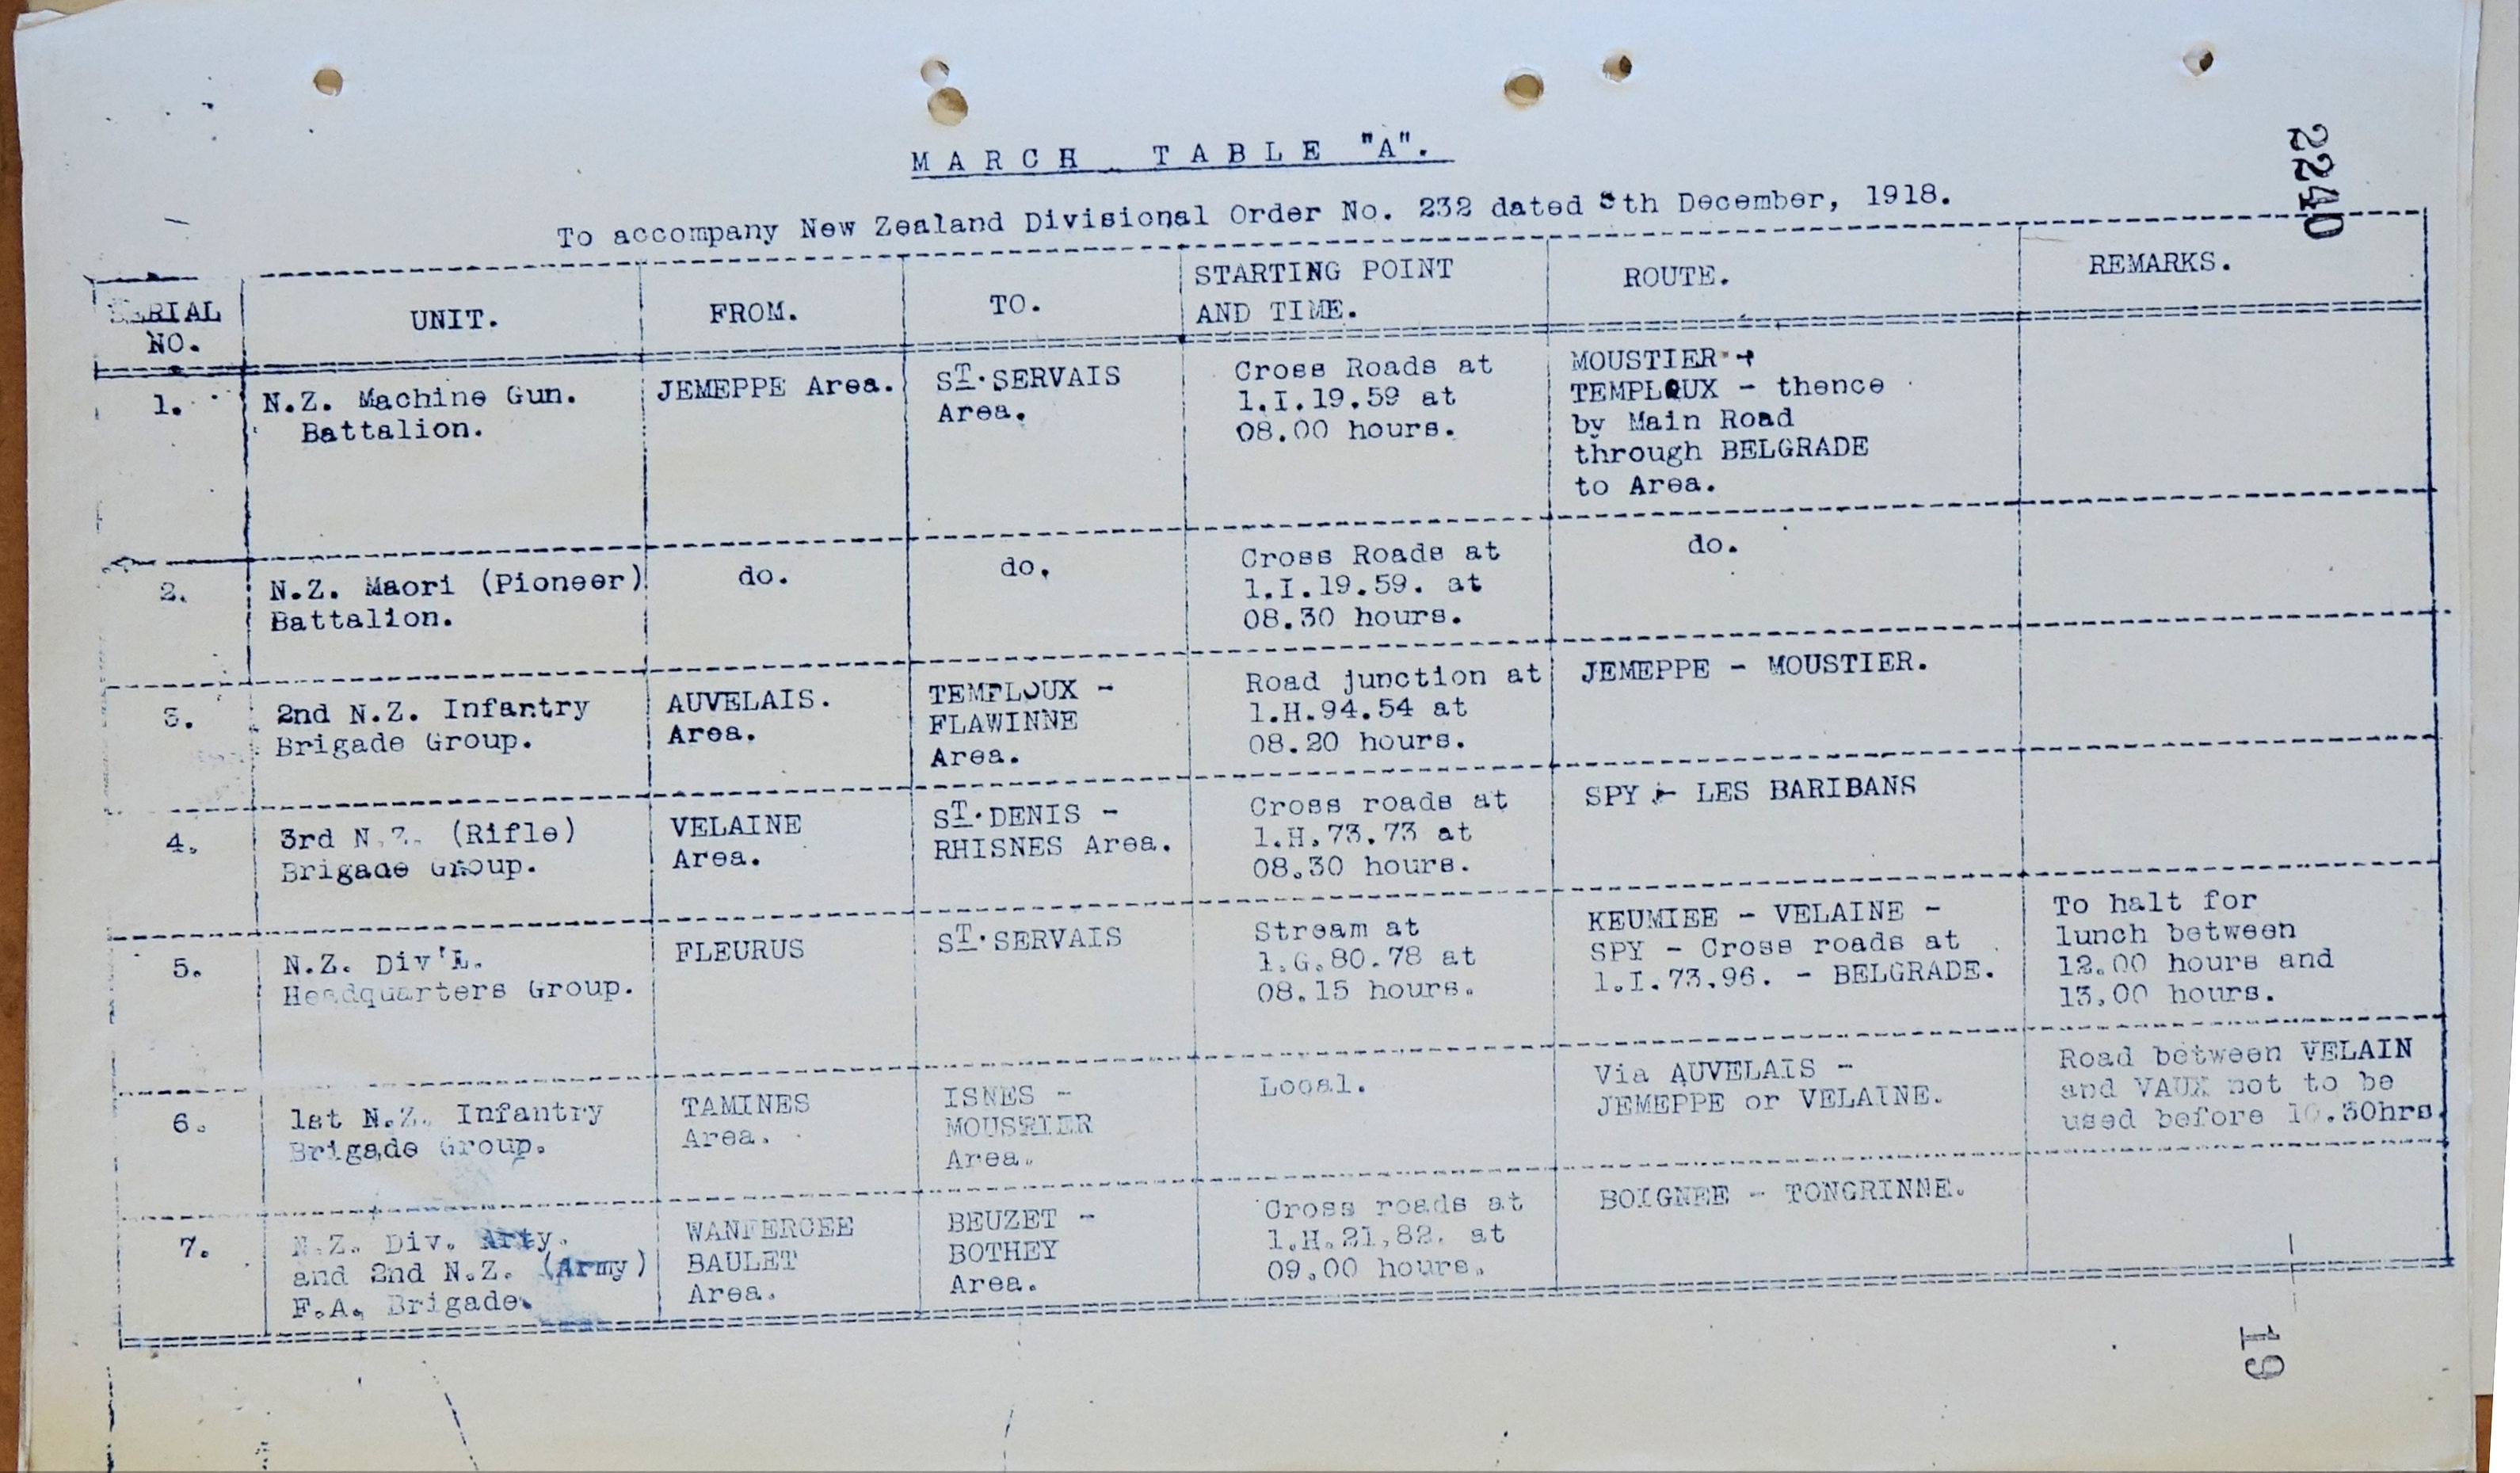 MARCH TABLE "A".
To accompany New Zealand Divisional Order No. 232 dated 5th December, 1918.
SERIAL NO.
UNIT.
FROM.
TO.
STARTING POINT
AND TIME.
ROUTE.
REMARKS.
1.
N.Z. Machine Gun.
Battalion.
JEMEPPE Area.
ST. SERVAIS
Area.
Cross Roads at
1.I.19.59 at
08.00 hours.
MOUSTIER -
TEMPLOUX - thence
by Main Road
through BELGRADE
to Area.
2.
N.Z. Maori (Pioneer)
Battalion.
do.
do.
Cross Roads at
1.I.19.59. at
08.30 hours.
do.
3.
2nd N.Z. Infantry
Brigade Group.
AUVELAIS.
Area.
TEMPLOUX -
FLAWINNE
Area.
Road junction at
1.H.94.54 at
08.20 hours.
JEMEPPE - MOUSTIER.
4.
3rd N.Z. (Rifle)
Brigade Group.
VELAINE
Area.
ST. DENIS -
RHISNES Area.
Cross roads at
1.H.73.73 at
08.30 hours.
SPY - LES BARIBANS
5.
N.Z. Div'L.
Headquarters Group.
FLEURUS
ST. SERVAIS
Stream at
1.G.80.78 at
08.15 hours.
KEUMIEE - VELAINE -
SPY - Cross roads at
1.I.73.96. - BELGRADE.
To halt for
lunch between
12.00 hours and
13.00 hours.
6.
1st N.Z. Infantry
Brigade Group.
TAMINES
Area.
ISNES -
MOUSTIER
Area.
Local.
Via AUVELAIS -
JEMEPPE or VELAINE.
Road between VELAIN
and VAUX not to be
used before 10.30hrs.
7.
N.Z. Div. Arty.
and 2nd N.Z. (Army)
F.A. Brigade.
WANFERCEE
BAULET
Area.
BEUZET -
BOTHEY
Area.
Cross roads at
1.H.21,82. at
09.00 hours.
BOIGNEE - TONGRINNE.
2240
19